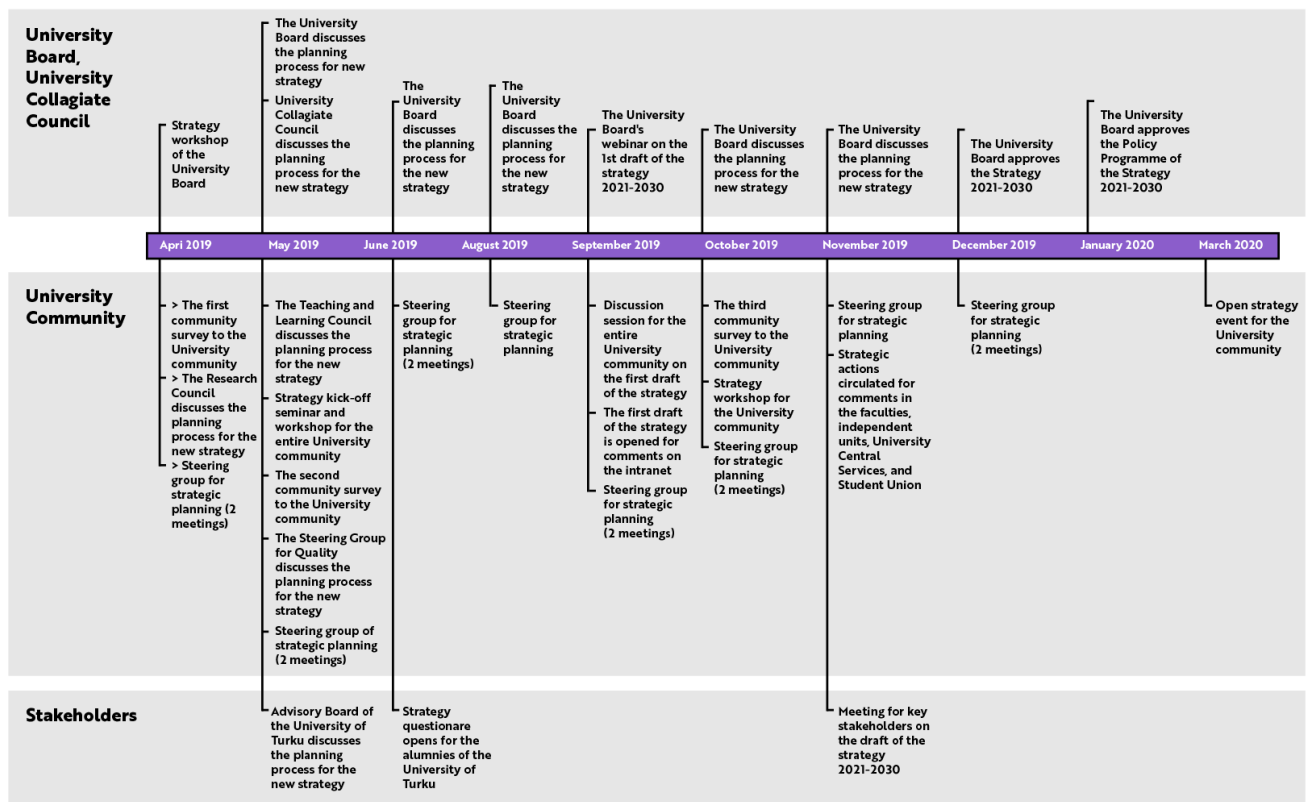 University
Board,
University
Collagiate
Council
Strategy
workshop
of the
University
Board
The University
Board discusses
the planning
process for new
strategy
University
Collagiate
Council
discusses the
planning
process for the
new strategy
The
University
Board
discusses
the planning
process for
the new
strategy
The
University
Board
discusses the
planning
process for
the new
strategy
The University
Board's
webinar on the
1st draft of the
strategy
2021-2030
The University
Board discusses
the planning
process for the
new strategy
The University
Board discusses
the planning
process for the
new strategy
The University
Board approves
the Strategy
2021-2030
The University
Board approves
the Policy
Programme of
the Strategy
2021-2030
Apri 2019
May 2019
June 2019
August 2019
September 2019
October 2019
November 2019
December 2019
January 2020
March 2020
University
Community
> The first
community
survey to the
University
community
> The Research
Council
discusses the
planning
process for the
new strategy
> Steering
group for
strategic
planning (2
meetings)
The Teaching and
Learning Council
discusses the
planning process
for the new
strategy
Strategy kick-off
seminar and
workshop for the
entire University
community
The second
community survey
to the University
community
The Steering Group
for Quality
discusses the
planning process
for the new
strategy
Steering group of
strategic planning
(2 meetings)
Steering
group for
strategic
planning
(2 meetings)
Steering
group for
strategic
planning
Discussion
session for the
entire
University
community on
the first draft
of the strategy
The first draft
of the strategy
is opened for
comments on
the intranet
Steering group
for strategic
planning
(2 meetings)
The third
community
survey to the
University
community
Strategy
workshop for
the University
community
Steering group
for strategic
planning
(2 meetings)
Steering group
for strategic
planning
Strategic
actions
circulated for
comments in
the faculties,
independent
units, University
Central
Services, and
Student Union
Steering group
for strategic
planning
(2 meetings)
Open strategy
event for the
University
community
Stakeholders
Advisory Board of
the University of
Turku discusses
the planning
process for the
new strategy
Strategy
questionare
opens for the
alumnies of the
University of
Turku
Meeting for key
stakeholders on
the draft of the
strategy
2021-2030